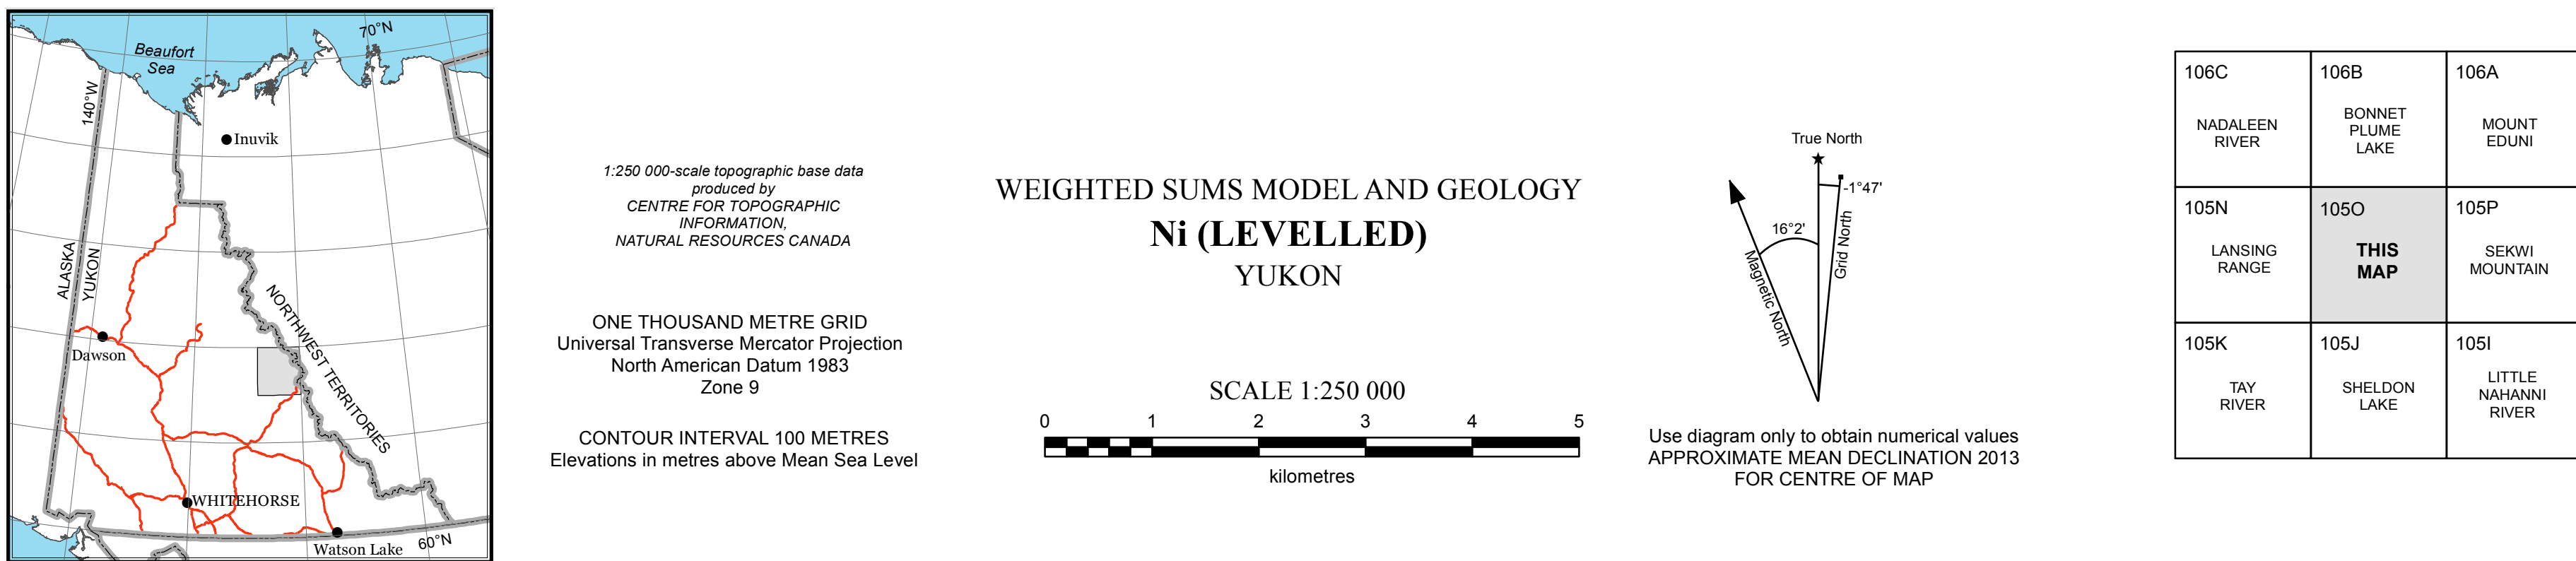 70°N
Beaufort
Sea
140°W
Inuvik
ALASKA
YUKON
NORTHWEST TERRITORIES
Dawson
WHITEHORSE
Watson Lake
60°N
1:250 000-scale topographic base data
produced by
CENTRE FOR TOPOGRAPHIC
INFORMATION,
NATURAL RESOURCES CANADA
ONE THOUSAND METRE GRID
Universal Transverse Mercator Projection
North American Datum 1983
Zone 9
CONTOUR INTERVAL 100 METRES
Elevations in metres above Mean Sea Level
WEIGHTED SUMS MODEL AND GEOLOGY
Ni (LEVELLED)
YUKON
SCALE 1:250 000
0 1 2 3 4 5
kilometres
True North
-1°47'
16°2'
Grid North
Magnetic North
Use diagram only to obtain numerical values
APPROXIMATE MEAN DECLINATION 2013
FOR CENTRE OF MAP
106C
NADALEEN
RIVER
106B
BONNET
PLUME
LAKE
106A
MOUNT
EDUNI
105N
LANSING
RANGE
105O
THIS
MAP
105P
SEKWI
MOUNTAIN
105K
TAY
RIVER
105J
SHELDON
LAKE
105I
LITTLE
NAHANNI
RIVER